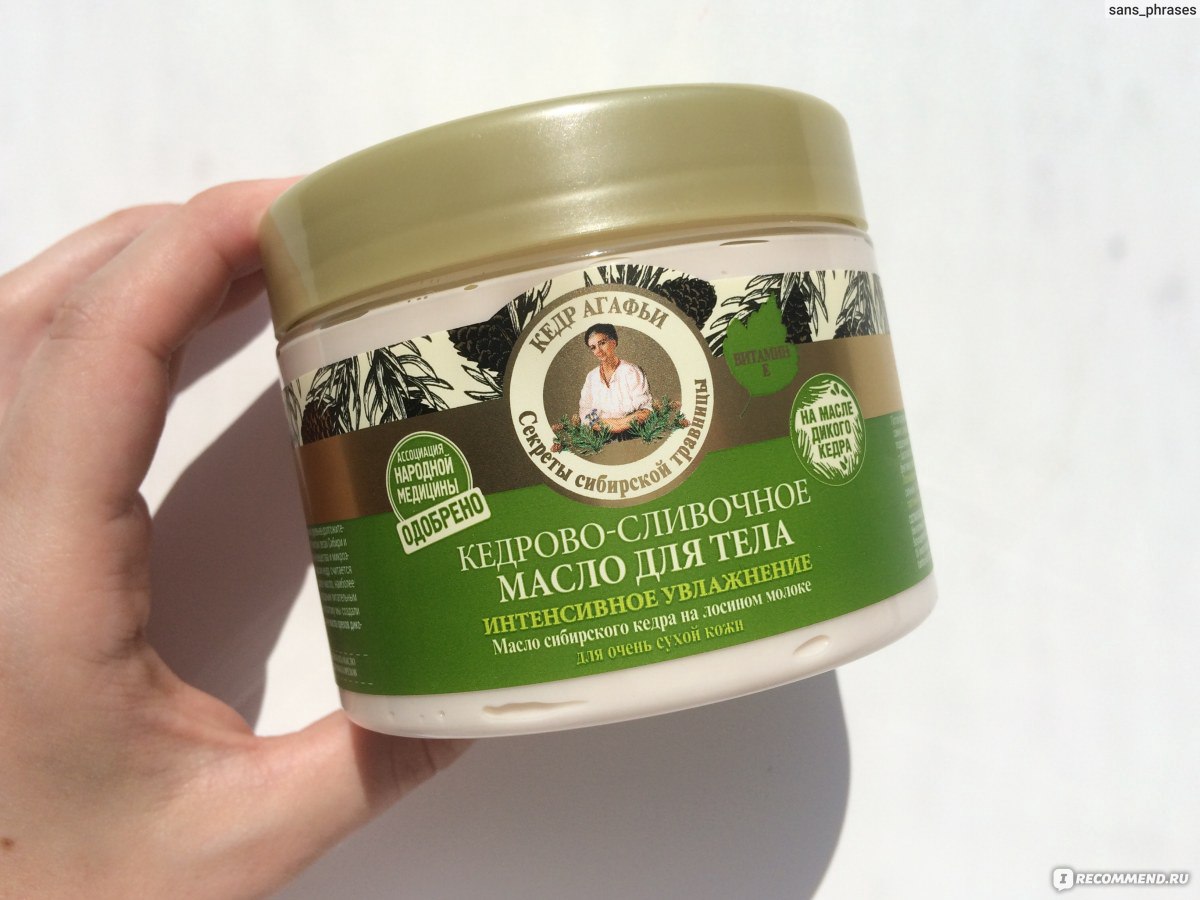 sans_phrases
КЕДР АГАФЬИ
Секреты сибирской травницы
ВИТАМИН
Е
НА МАСЛЕ
ДИКОГО
КЕДРА
АССОЦИАЦИЯ
НАРОДНОЙ
МЕДИЦИНЫ
ОДОБРЕНО
КЕДРОВО-СЛИВОЧНОЕ
МАСЛО ДЛЯ ТЕЛА
ИНТЕНСИВНОЕ УВЛАЖНЕНИЕ
Масло сибирского кедра на лосином молоке
для очень сухой кожи
IRECOMMEND.RU